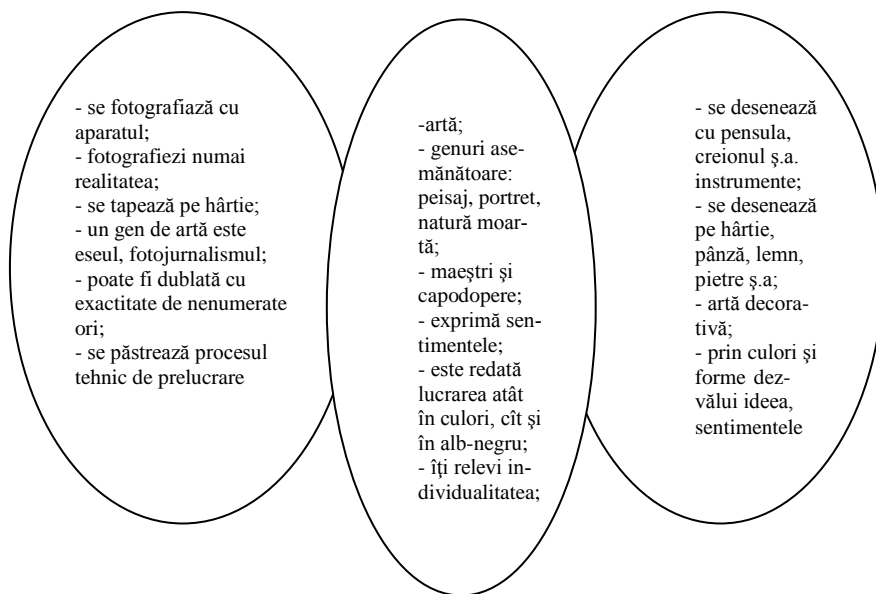 - se fotografiază cu
aparatul;
- fotografiezi numai
realitatea;
- se tapează pe hârtie;
- un gen de artă este
eseul, fotojurnalismul;
- poate fi dublată cu
exactitate de nenumerate
ori;
- se păstrează procesul
tehnic de prelucrare
-artă;
- genuri ase-
mănătoare:
peisaj, portret,
natură moar-
tă;
- maeştri şi
capodopere;
- exprimă sen-
timentele;
- este redată
lucrarea atât
în culori, cît şi
în alb-negru;
- îţi relevi in-
dividualitatea;
- se desenează
cu pensula,
creionul ş.a.
instrumente;
- se desenează
pe hârtie,
pânză, lemn,
pietre ş.a;
- artă decora-
tivă;
- prin culori şi
forme dez-
vălui ideea,
sentimentele